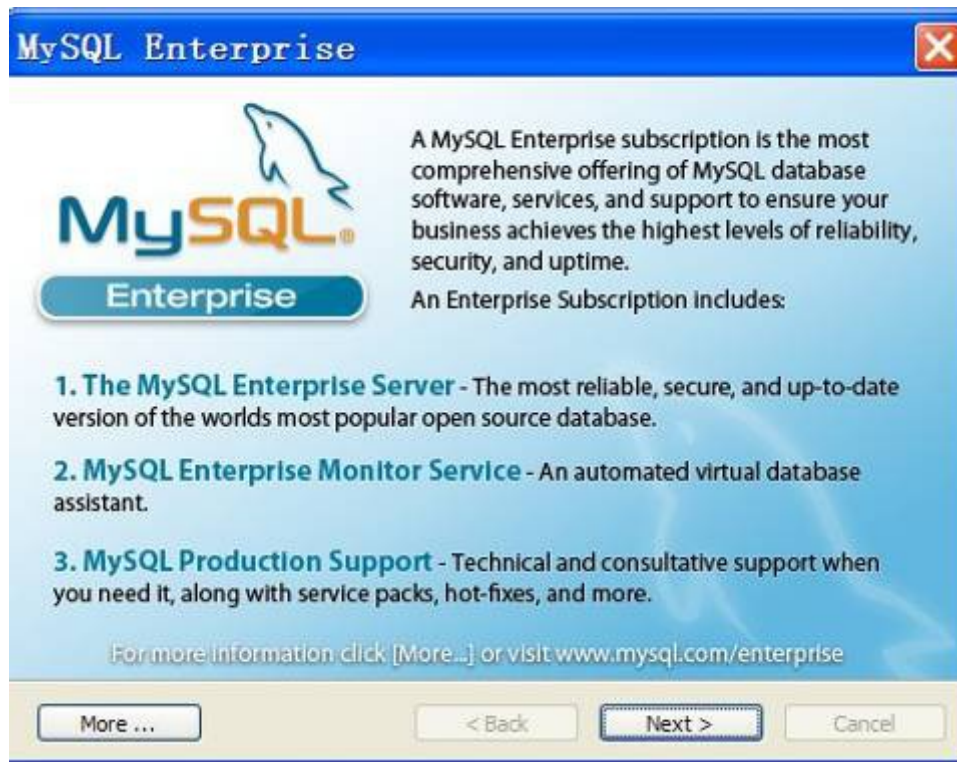 MySQL Enterprise
MySQL®
Enterprise
A MySQL Enterprise subscription is the most
comprehensive offering of MySQL database
software, services, and support to ensure your
business achieves the highest levels of reliability,
security, and uptime.
An Enterprise Subscription includes:
1. The MySQL Enterprise Server - The most reliable, secure, and up-to-date
version of the worlds most popular open source database.
2. MySQL Enterprise Monitor Service - An automated virtual database
assistant.
3. MySQL Production Support - Technical and consultative support when
you need it, along with service packs, hot-fixes, and more.
For more information click [More...] or visit www.mysql.com/enterprise
More ...
< Back
Next >
Cancel